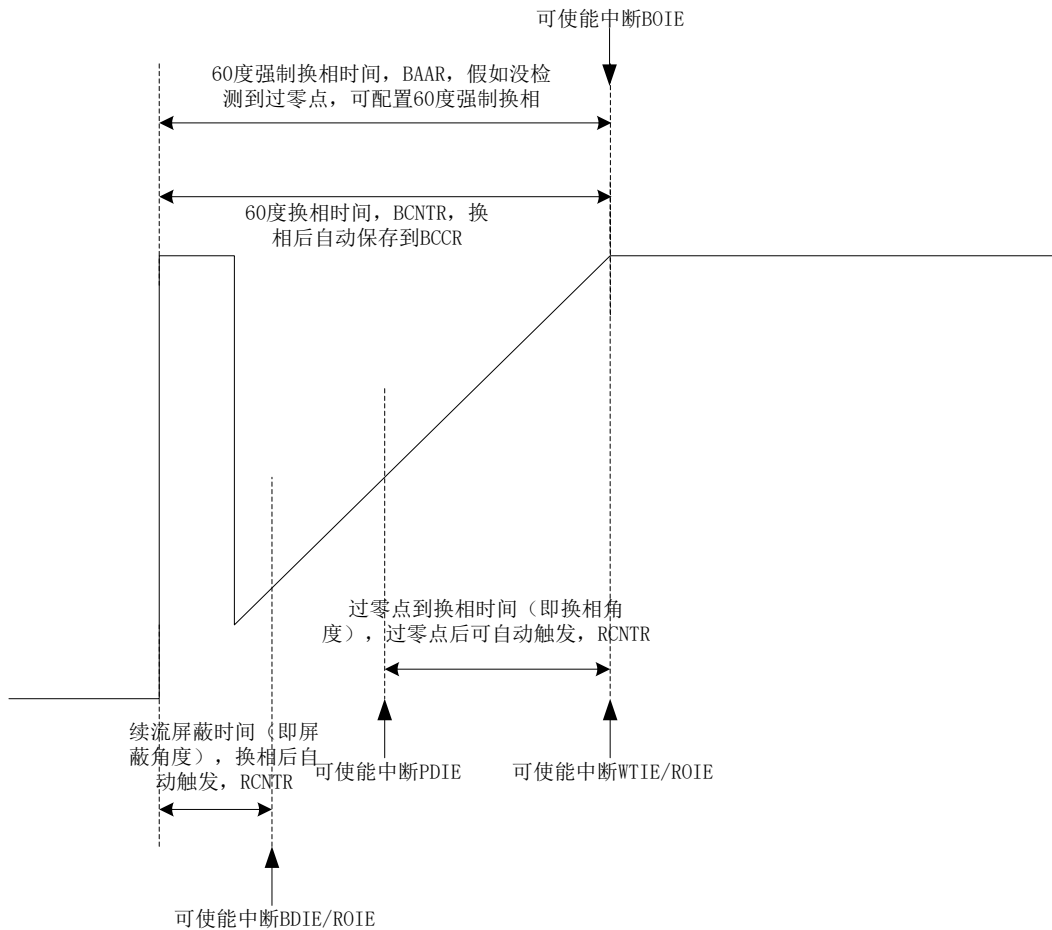 可使能中断BOIE
60度强制换相时间，BAAR，假如没检
测到过零点，可配置60度强制换相
60度换相时间，BCNTR，换
相后自动保存到BCCR
过零点到换相时间（即换相角
度），过零点后可自动触发，RCNTR
续流屏蔽时间（即屏
蔽角度），换相后自
动触发，RCNTR
可使能中断PDIE
可使能中断WTIE/ROIE
可使能中断BDIE/ROIE